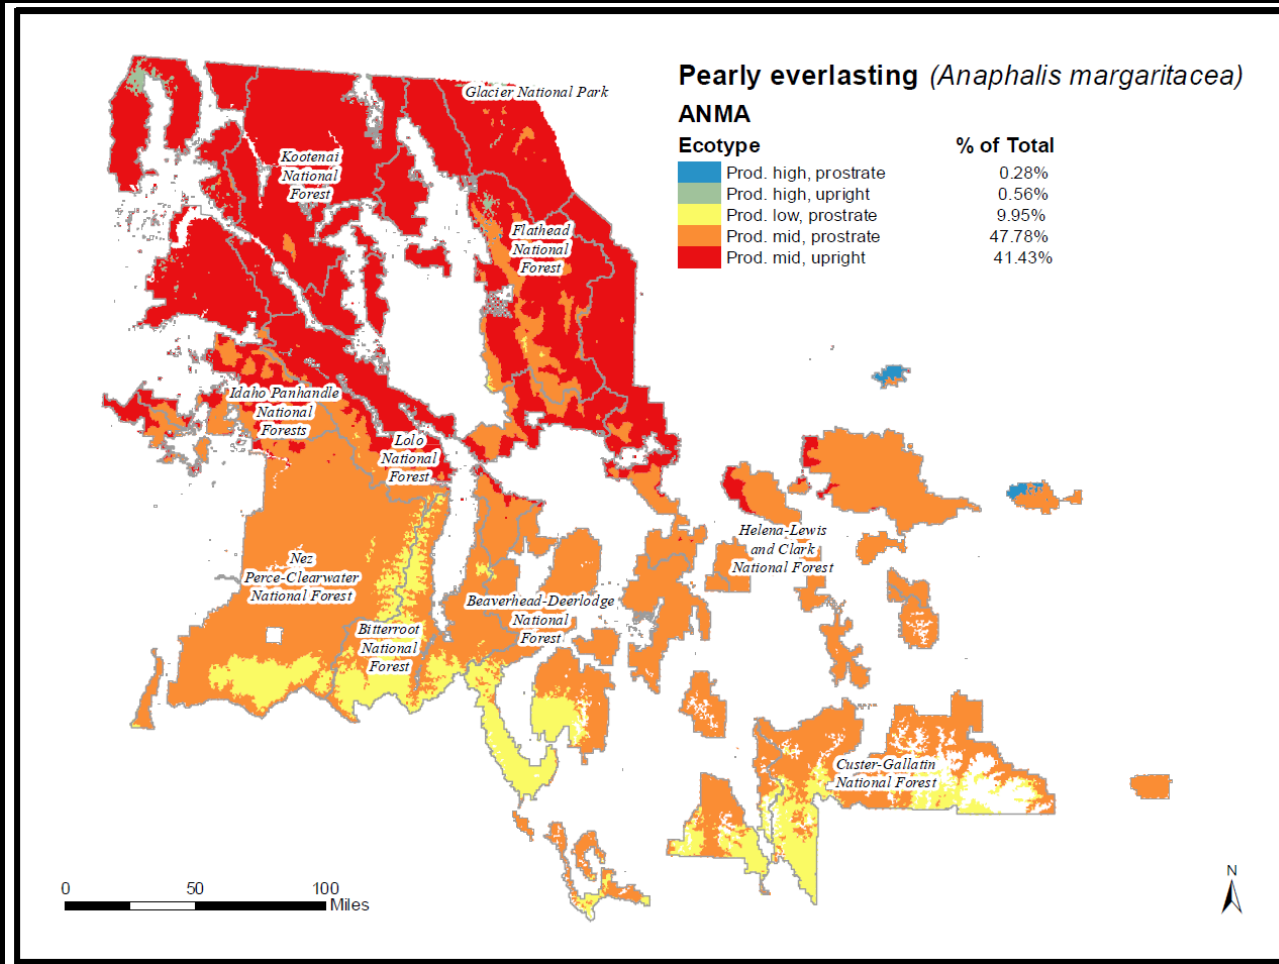 Pearly everlasting (Anaphalis margaritacea)
ANMA
Ecotype % of Total
Prod. high, prostrate 0.28%
Prod. high, upright 0.56%
Prod. low, prostrate 9.95%
Prod. mid, prostrate 47.78%
Prod. mid, upright 41.43%
Glacier National Park
Kootenai
National
Forest
Flathead
National
Forest
Idaho Panhandle
National
Forests
Lolo
National
Forest
Helena-Lewis
and Clark
National Forest
Nez
Perce-Clearwater
National Forest
Beaverhead-Deerlodge
National
Forest
Bitterroot
National
Forest
Custer-Gallatin
National Forest
0 50 100
Miles
N